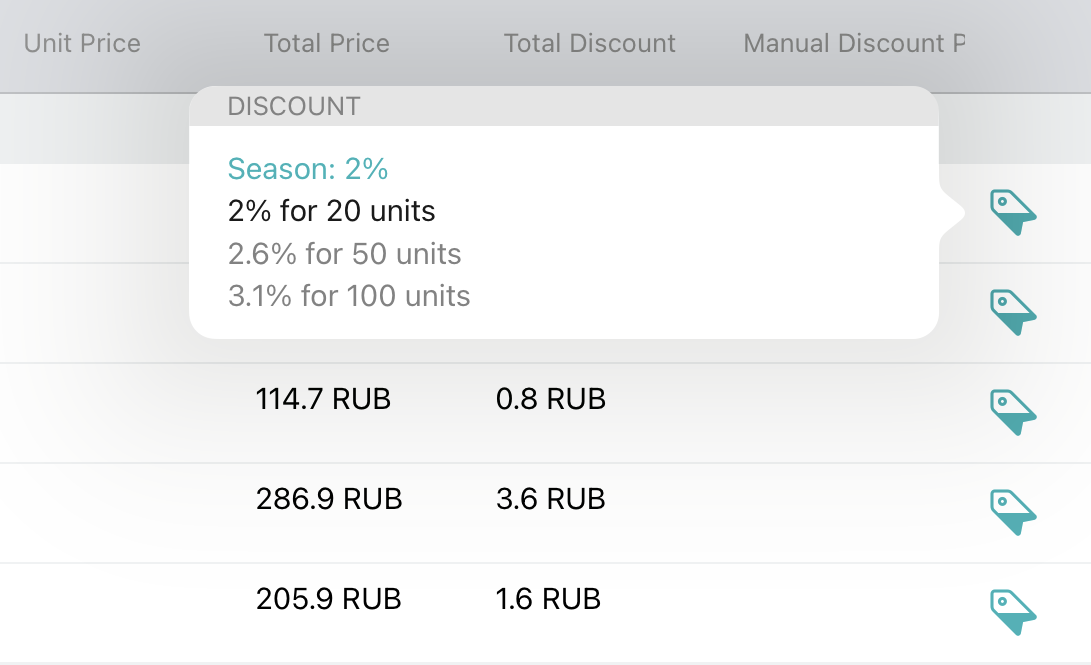 Unit Price Total Price Total Discount Manual Discount P
DISCOUNT
Season: 2%
2% for 20 units
2.6% for 50 units
3.1% for 100 units
114.7 RUB 0.8 RUB
286.9 RUB 3.6 RUB
205.9 RUB 1.6 RUB